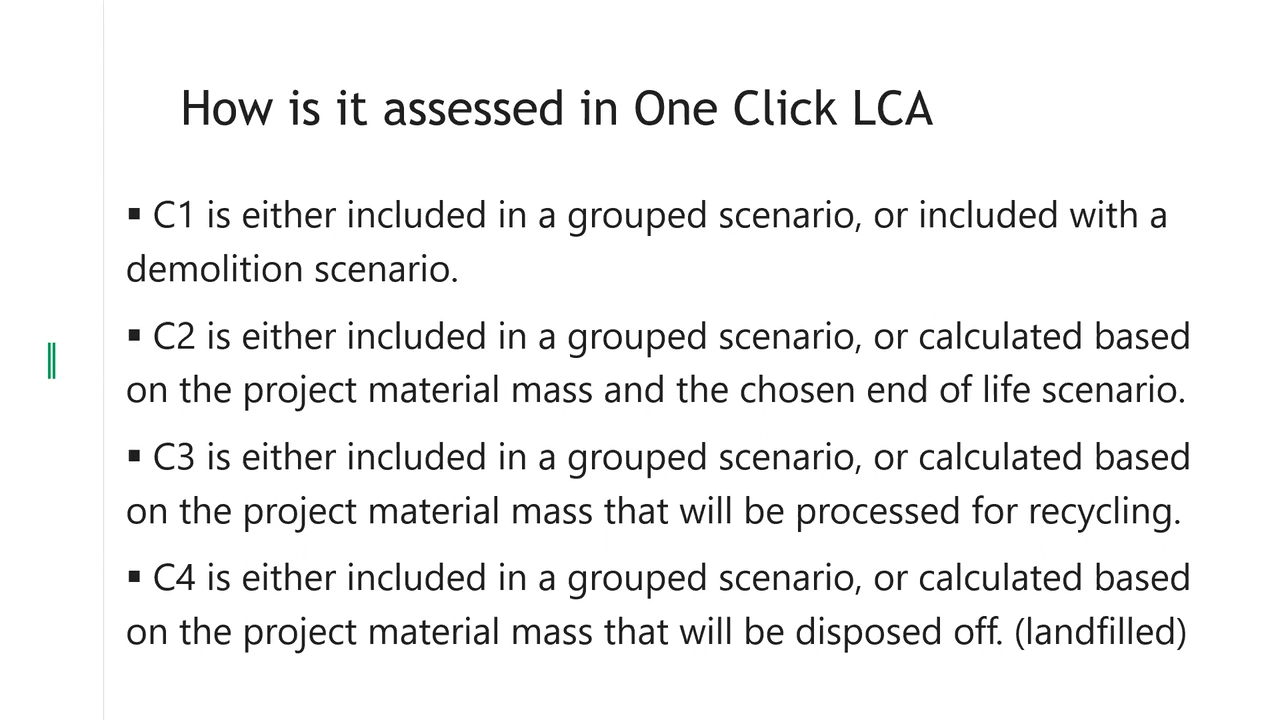 How is it assessed in One Click LCA
▪ C1 is either included in a grouped scenario, or included with a
demolition scenario.
▪ C2 is either included in a grouped scenario, or calculated based
on the project material mass and the chosen end of life scenario.
▪ C3 is either included in a grouped scenario, or calculated based
on the project material mass that will be processed for recycling.
▪ C4 is either included in a grouped scenario, or calculated based
on the project material mass that will be disposed off. (landfilled)